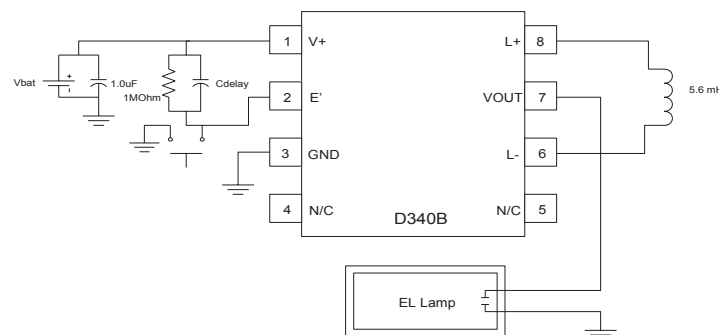 1 V+ L+ 8
Vbat + - 1.0uF 1MOhm Cdelay
2 E' VOUT 7
5.6 mH
3 GND L- 6
4 N/C N/C 5
D340B
EL Lamp